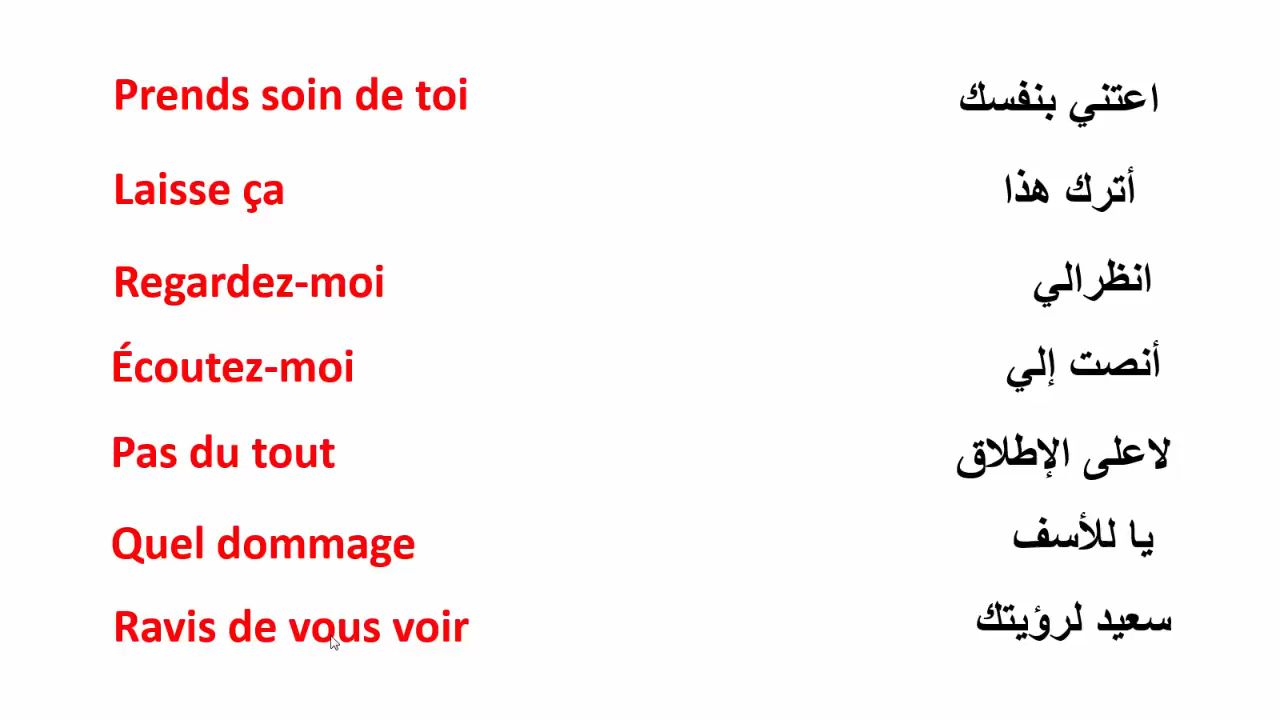 Prends soin de toi اعتني بنفسك
Laisse ça أترك هذا
Regardez-moi انظرالي
Écoutez-moi أنصت إلي
Pas du tout لاعلى الإطلاق
Quel dommage يا للأسف
Ravis de vous voir سعيد لرؤيتك